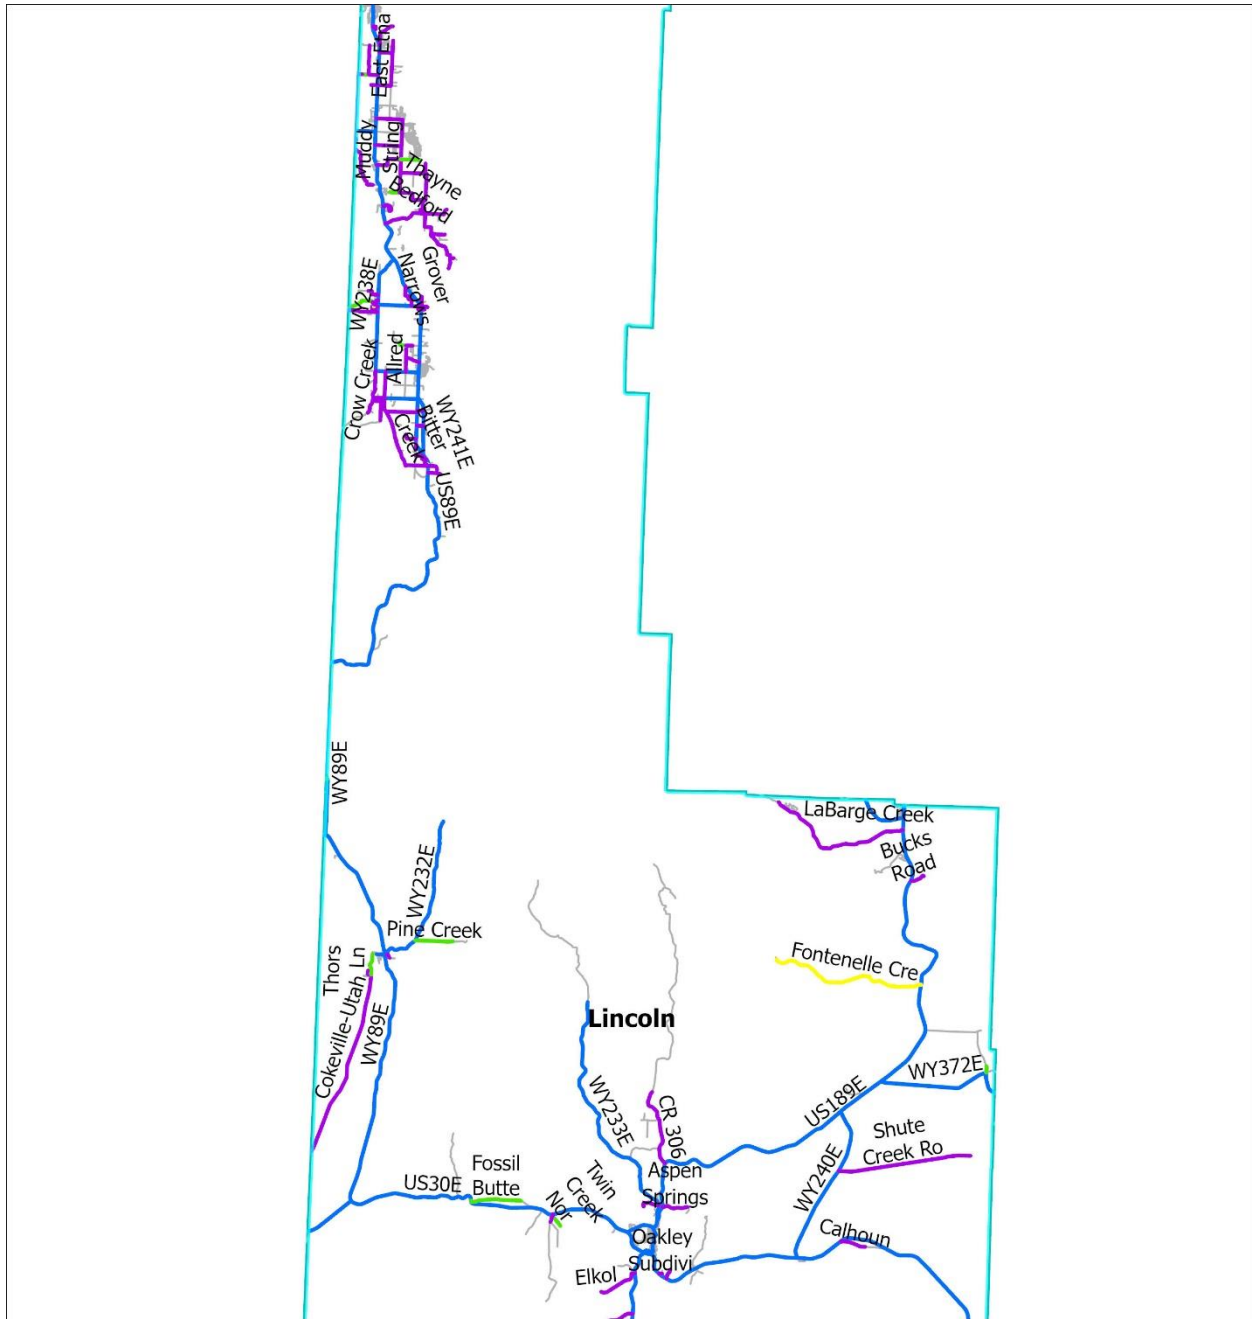 East Etna
Muddy
String
Thayne
Bedford
Grover
Narrows
WY238E
Allred
Crow Creek
WY241E
Bitter
Creek
US89E
WY89E
LaBarge Creek
Bucks
Road
WY232E
Pine Creek
Thors
Cokeville-Utah Ln
WY89E
Fontenelle Cre
Lincoln
WY372E
US189E
WY233E
CR 306
Shute
Creek Ro
WY240E
Aspen
Springs
Fossil
Butte
US30E
Twin
Creek
Nor
Calhoun
Oakley
Subdivi
Elkol